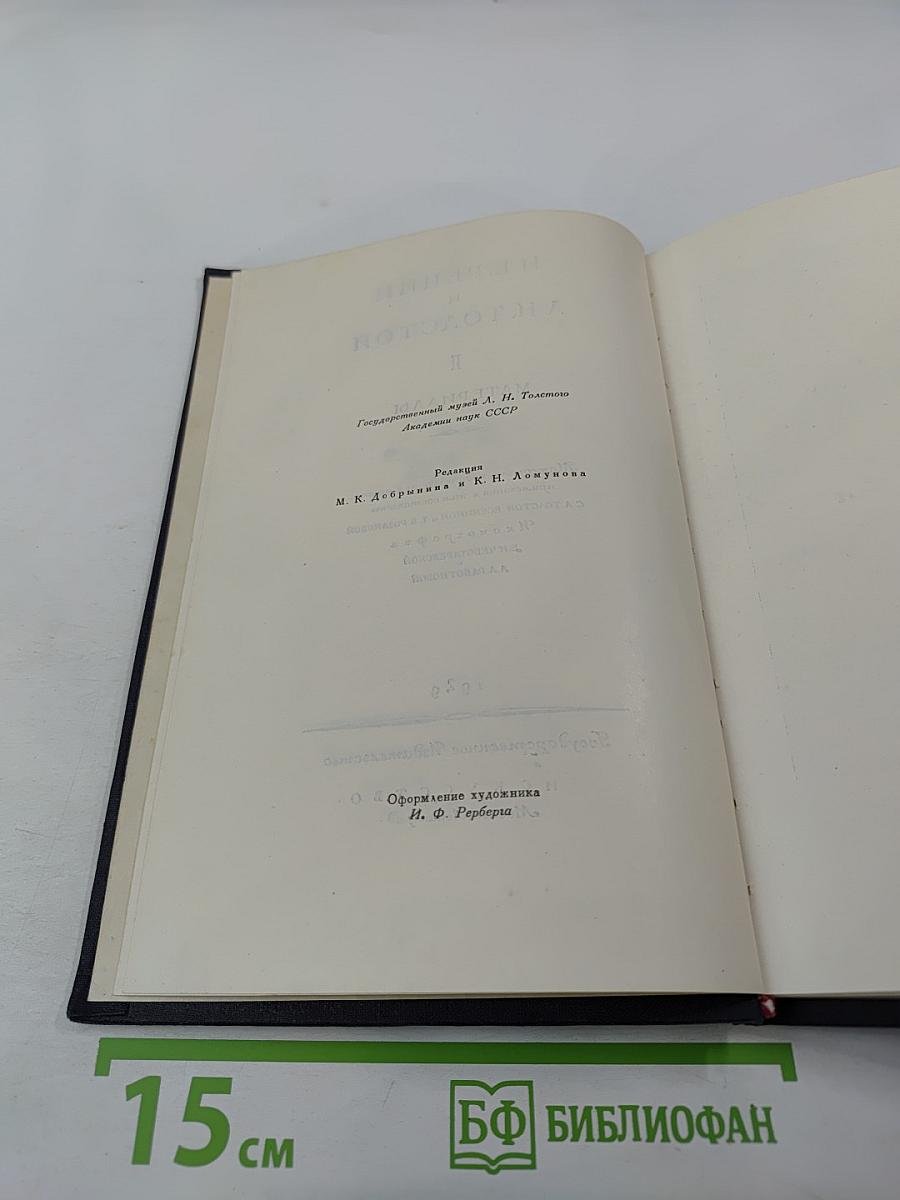 Государственный музей Л. Н. Толстого
Академии наук СССР
Редакция
М. К. Добрынина и К. Н. Ломунова
Оформление художника
И. Ф. Рерберга
15 см
БФ БИБЛИОФАН